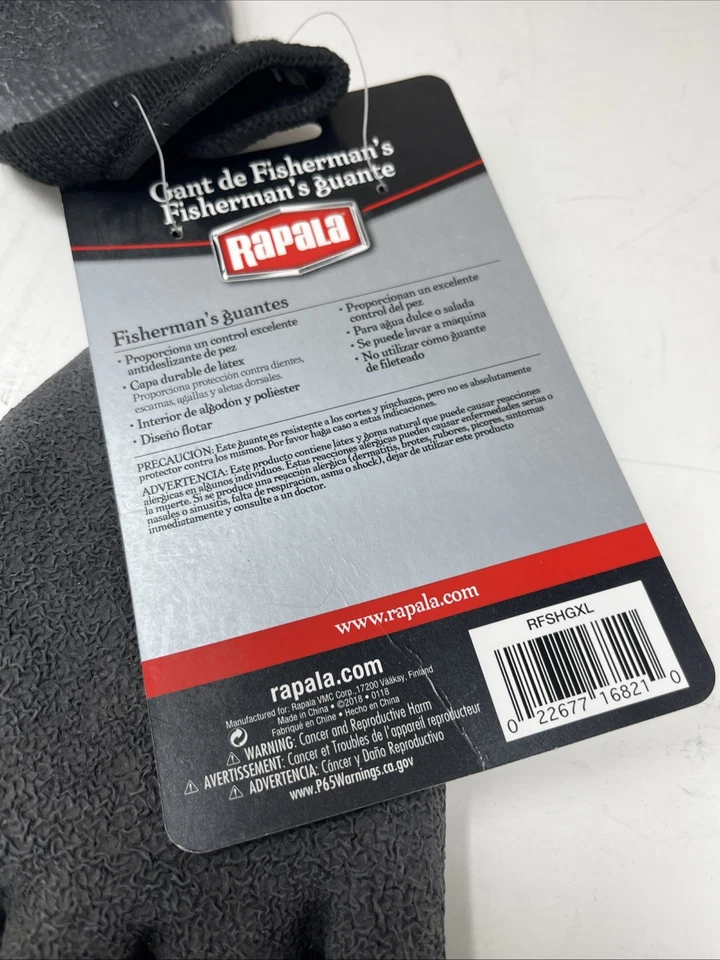 Gant de Fisherman's
Fisherman's guante
RAPALA
Fisherman's guantes
• Proporciona un control excelente
antideslizante de pez
• Capa durable de látex
Proporciona protección contra dientes,
escamas, agallas y aletas dorsales.
• Interior de algodón y poliéster
• Diseño flotar
• Proporcionan un excelente
control del pez
• Para agua dulce o salada
• Se puede lavar a máquina
• No utilizar cómo guante
de fileteado
PRECAUCIÓN: Este guante es resistente a los cortes y pinchazos, pero no es absolutamente
protector contra los mismos. Por favor haga caso a estas indicaciones.
ADVERTENCIA: Este producto contiene látex y goma natural que puede causar reacciones
alérgicas en algunos individuos. Estas reacciones alérgicas pueden causar enfermedades serias o
la muerte. Si se produce una reacción alérgica (dermatitis, brotes, rubores, picores, síntomas
nasales o sinusitis, falta de respiración, asma o shock), dejar de utilizar este producto
inmediatamente y consulte a un doctor.
www.rapala.com
rapala.com
Manufactured for: Rapala VMC Corp., 17200 Vääksy, Finland
Made in China • ©2018 • 0118
Fabriqué en Chine • Hecho en China
WARNING: Cancer and Reproductive Harm
AVERTISSEMENT: Cancer et Troubles de l'appareil reproducteur
ADVERTENCIA: Cáncer y Daño Reproductivo
www.P65Warnings.ca.gov
RFSHGXL
0 22677 16821 0